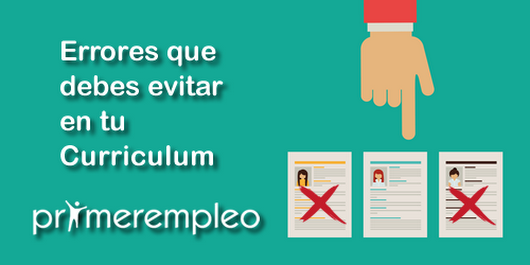 Errores que
debes evitar
en tu
Curriculum
primerempleo